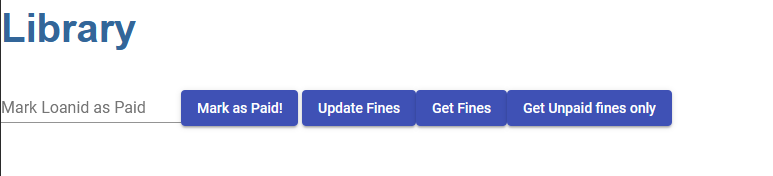 Library
Mark Loanid as Paid Mark as Paid! Update Fines Get Fines Get Unpaid fines only